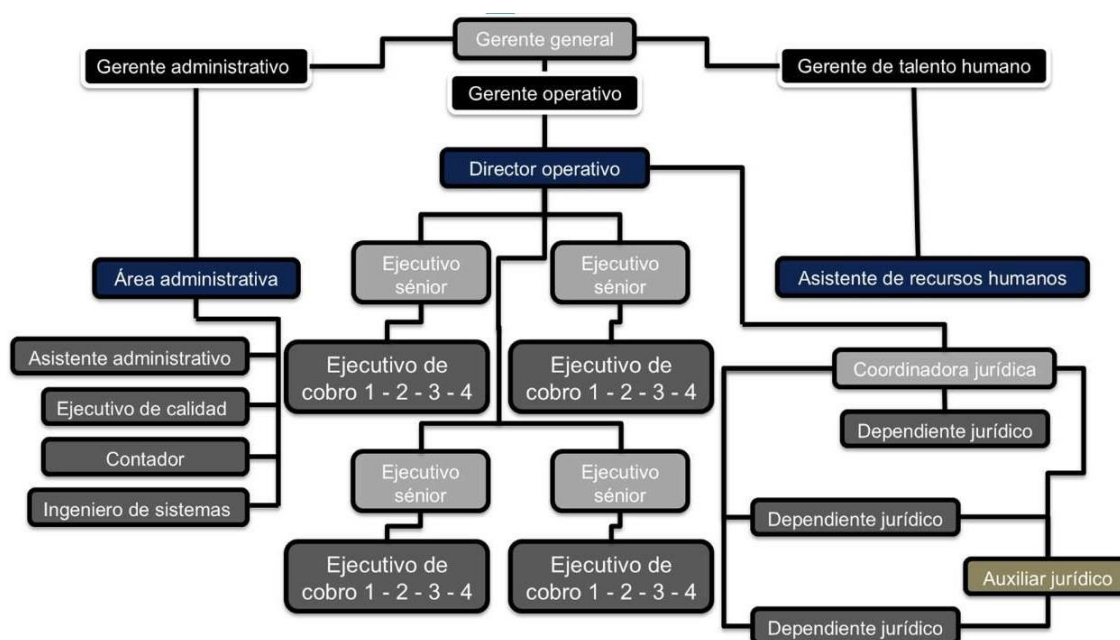 Gerente general
Gerente administrativo
Gerente de talento humano
Gerente operativo
Director operativo
Ejecutivo
sénior
Ejecutivo
sénior
Área administrativa
Asistente de recursos humanos
Asistente administrativo
Ejecutivo de
cobro 1 - 2 - 3 - 4
Ejecutivo de
cobro 1 - 2 - 3 - 4
Coordinadora jurídica
Ejecutivo de calidad
Dependiente jurídico
Contador
Ejecutivo
sénior
Ejecutivo
sénior
Ingeniero de sistemas
Dependiente jurídico
Ejecutivo de
cobro 1 - 2 - 3 - 4
Ejecutivo de
cobro 1 - 2 - 3 - 4
Auxiliar jurídico
Dependiente jurídico